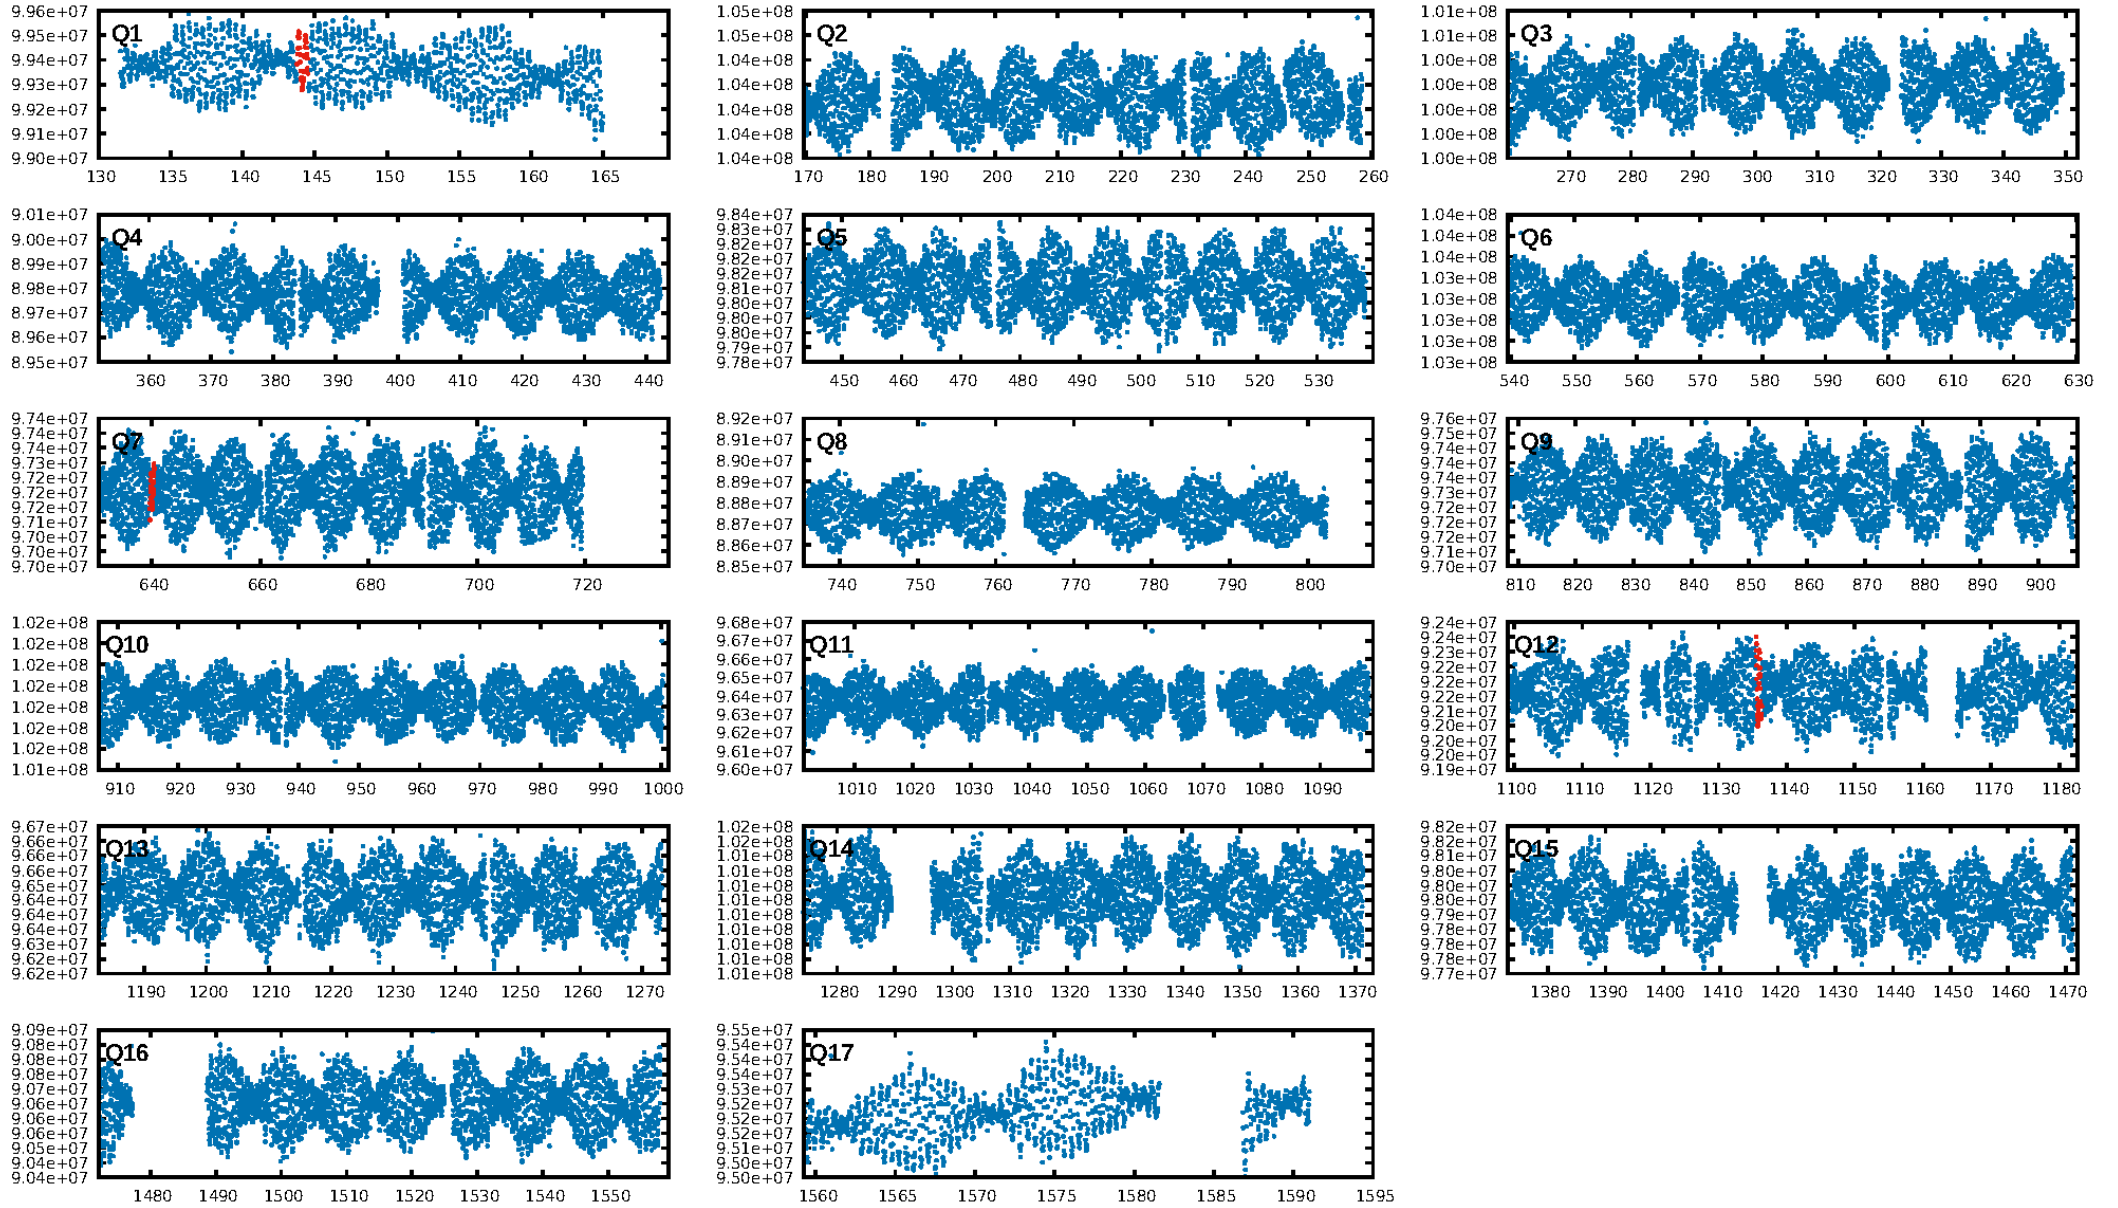 Q1
9.96e+07
9.95e+07
9.94e+07
9.93e+07
9.92e+07
9.91e+07
9.90e+07
130 135 140 145 150 155 160 165
Q2
1.05e+08
1.05e+08
1.04e+08
1.04e+08
1.04e+08
1.04e+08
1.04e+08
170 180 190 200 210 220 230 240 250 260
Q3
1.01e+08
1.01e+08
1.00e+08
1.00e+08
1.00e+08
1.00e+08
1.00e+08
270 280 290 300 310 320 330 340 350
Q4
9.01e+07
9.00e+07
8.99e+07
8.98e+07
8.97e+07
8.96e+07
8.95e+07
360 370 380 390 400 410 420 430 440
Q5
9.84e+07
9.83e+07
9.82e+07
9.82e+07
9.81e+07
9.80e+07
9.80e+07
9.79e+07
9.78e+07
450 460 470 480 490 500 510 520 530
Q6
1.04e+08
1.04e+08
1.04e+08
1.03e+08
1.03e+08
1.03e+08
1.03e+08
1.03e+08
540 550 560 570 580 590 600 610 620 630
Q7
9.74e+07
9.74e+07
9.74e+07
9.73e+07
9.72e+07
9.72e+07
9.71e+07
9.71e+07
9.70e+07
9.70e+07
640 660 680 700 720
Q8
8.92e+07
8.91e+07
8.90e+07
8.89e+07
8.88e+07
8.87e+07
8.86e+07
8.85e+07
740 750 760 770 780 790 800
Q9
9.76e+07
9.75e+07
9.74e+07
9.74e+07
9.73e+07
9.73e+07
9.72e+07
9.72e+07
9.71e+07
9.70e+07
810 820 830 840 850 860 870 880 890 900
Q10
1.02e+08
1.02e+08
1.02e+08
1.02e+08
1.02e+08
1.02e+08
1.02e+08
1.01e+08
910 920 930 940 950 960 970 980 990 1000
Q11
9.68e+07
9.67e+07
9.66e+07
9.65e+07
9.64e+07
9.63e+07
9.62e+07
9.61e+07
9.60e+07
1010 1020 1030 1040 1050 1060 1070 1080 1090
Q12
9.24e+07
9.24e+07
9.23e+07
9.22e+07
9.22e+07
9.22e+07
9.21e+07
9.20e+07
9.20e+07
9.19e+07
1100 1110 1120 1130 1140 1150 1160 1170 1180
Q13
9.67e+07
9.66e+07
9.66e+07
9.66e+07
9.65e+07
9.64e+07
9.64e+07
9.63e+07
9.62e+07
1190 1200 1210 1220 1230 1240 1250 1260 1270
Q14
1.02e+08
1.02e+08
1.01e+08
1.01e+08
1.01e+08
1.01e+08
1.01e+08
1.01e+08
1.01e+08
1.01e+08
1280 1290 1300 1310 1320 1330 1340 1350 1360 1370
Q15
9.82e+07
9.81e+07
9.81e+07
9.80e+07
9.80e+07
9.79e+07
9.79e+07
9.78e+07
9.78e+07
9.77e+07
1380 1390 1400 1410 1420 1430 1440 1450 1460 1470
Q16
9.09e+07
9.08e+07
9.08e+07
9.08e+07
9.07e+07
9.06e+07
9.06e+07
9.06e+07
9.05e+07
9.04e+07
9.04e+07
1480 1490 1500 1510 1520 1530 1540 1550
Q17
9.55e+07
9.54e+07
9.54e+07
9.53e+07
9.53e+07
9.52e+07
9.52e+07
9.51e+07
9.51e+07
9.50e+07
9.50e+07
1560 1565 1570 1575 1580 1585 1590 1595